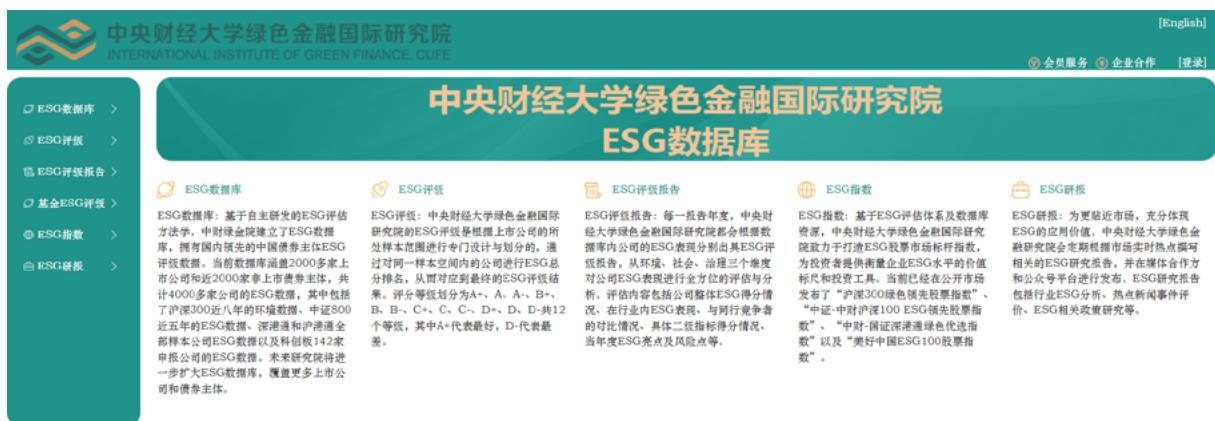 中央财经大学绿色金融国际研究院
INTERNATIONAL INSTITUTE OF GREEN FINANCE, CUFE
[English]
会员服务 企业合作 [登录]
ESG数据库 >
ESG评级 >
ESG评级报告 >
基金ESG评级 >
ESG指数 >
ESG研报 >
中央财经大学绿色金融国际研究院
ESG数据库
ESG数据库
ESG数据库：基于自主研发的ESG评估
方法学，中财绿金院建立了ESG数据
库，拥有国内领先的中国债券主体ESG
评级数据。当前数据库涵盖2000多家上
市公司和近2000家非上市债券主体，共
计4000多家公司的ESG数据，其中包括
了沪深300近八年的环境数据、中证800
近五年的ESG数据、深港通和沪港通全
部样本公司ESG数据以及科创板142家
申报公司的ESG数据。未来研究院将进
一步扩大ESG数据库，覆盖更多上市公
司和债券主体。
ESG评级
ESG评级：中央财经大学绿色金融国际
研究院的ESG评级是根据上市公司的所
处样本范围进行专门设计与划分的，通
过对同一样本空间内的公司进行ESG总
分排名，从而对应到最终的ESG评级结
果。评分等级划分为A+、A、A-、B+、
B、B-、C+、C、C-、D+、D、D-共12
个等级，其中A+代表最好，D-代表最
差。
ESG评级报告
ESG评级报告：每一报告年度，中央财
经大学绿色金融国际研究院都会根据数
据库内公司的ESG表现分别出具ESG评
级报告，从环境、社会、治理三个维度
对公司ESG表现进行全方位的评估与分
析。评估内容包括公司整体ESG得分情
况、在行业内ESG表现、与同行竞争者
的对比情况、具体二级指标得分情况、
当年度ESG亮点及风险点等。
ESG指数
ESG指数：基于ESG评估体系及数据库
资源，中央财经大学绿色金融国际研究
院致力于打造ESG股票市场标杆指数，
为投资者提供衡量企业ESG水平的价值
标尺和投资工具。当前已经在公开市场
发布了“沪深300绿色领先股票指数”、
“中证-中财沪深100 ESG领先股票指
数”、“中财-国证深港通绿色优选指
数”以及“美好中国ESG100股票指
数”。
ESG研报
ESG研报：为更贴近市场，充分体现
ESG的应用价值，中央财经大学绿色金
融研究院会定期根据市场实时热点撰写
相关的ESG研究报告，并在媒体合作方
和公众号平台进行发布。ESG研究报告
包括行业ESG分析、热点新闻事件评
价、ESG相关政策研究等。